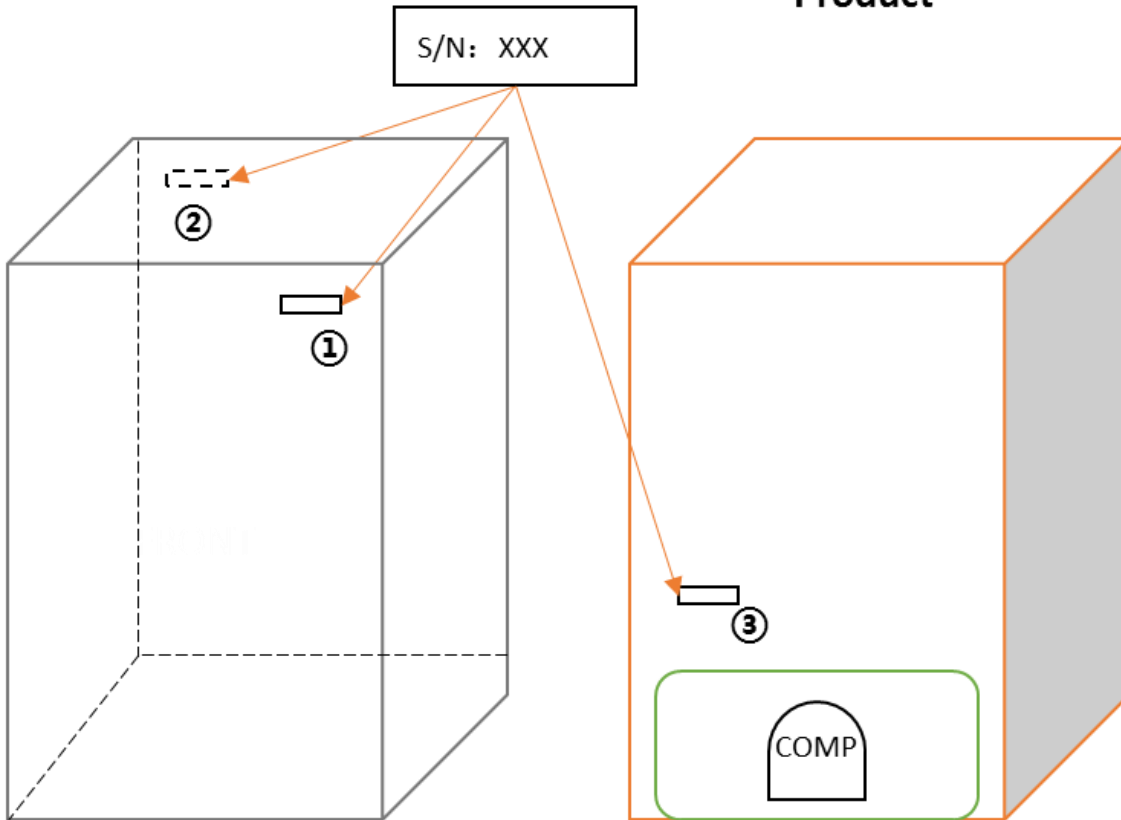 Product
S/N： XXX
②
①
③
COMP